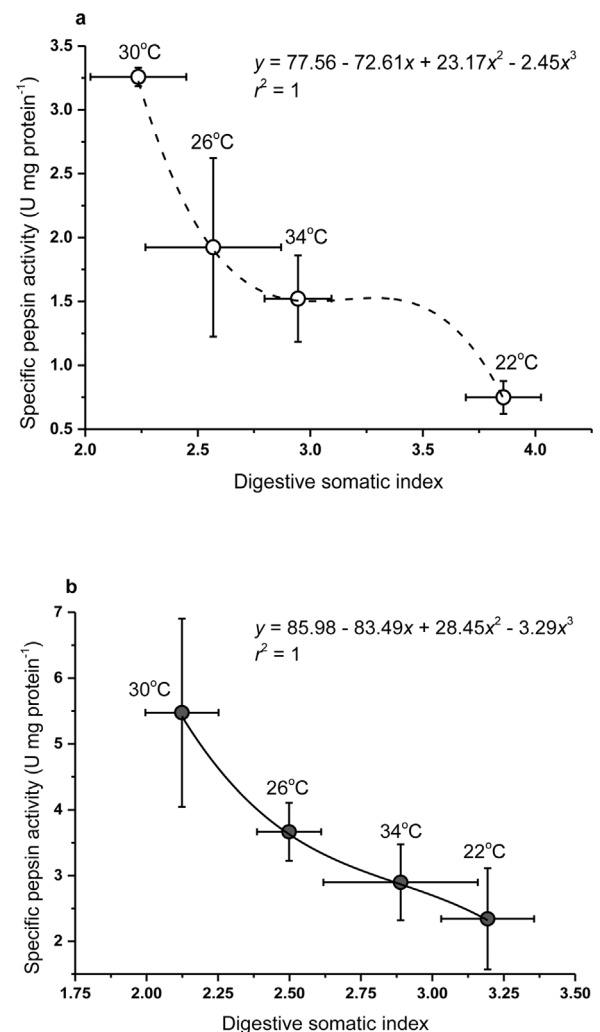 a
3.5
3.0
2.5
2.0
1.5
1.0
0.5
Specific pepsin activity (U mg protein⁻¹)
30°C
26°C
34°C
22°C
y = 77.56 - 72.61x + 23.17x² - 2.45x³
r² = 1
2.0 2.5 3.0 3.5 4.0
Digestive somatic index
b
7
6
5
4
3
2
Specific pepsin activity (U mg protein⁻¹)
y = 85.98 - 83.49x + 28.45x² - 3.29x³
r² = 1
30°C
26°C
34°C
22°C
1.75 2.00 2.25 2.50 2.75 3.00 3.25 3.50
Digestive somatic index